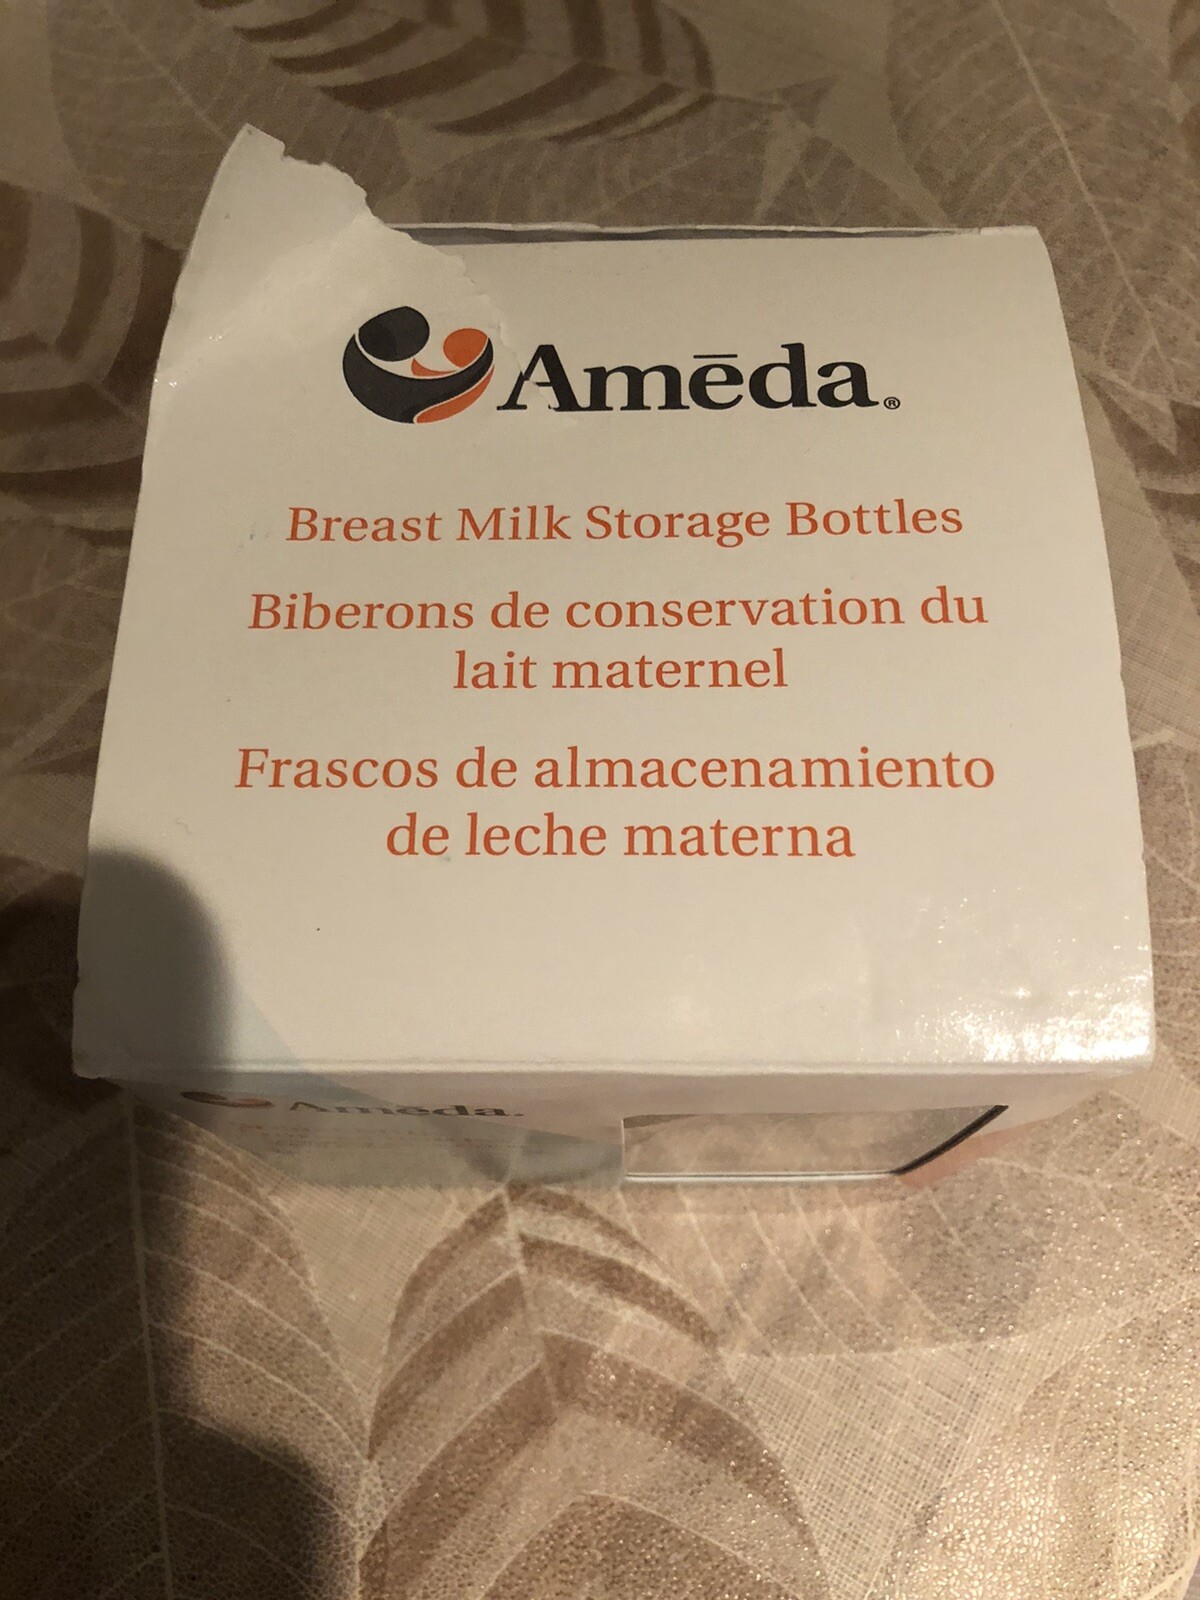 Amēda®
Breast Milk Storage Bottles
Biberons de conservation du
lait maternel
Frascos de almacenamiento
de leche materna
Amēda.